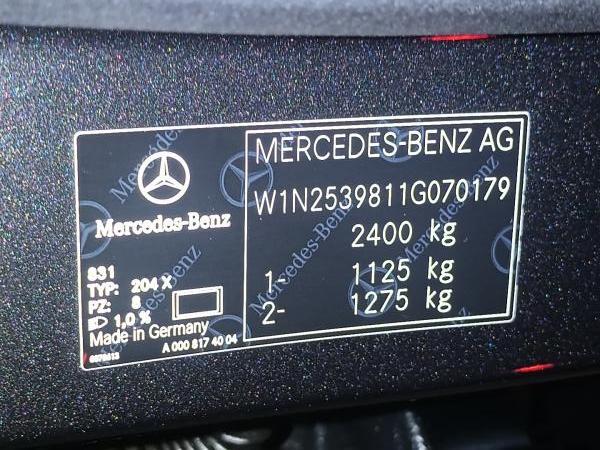 Mercedes-Benz
831
TYP: 204 X
PZ: 8
1,0 %
Made in Germany
A 000 817 40 04
MERCEDES-BENZ AG
W1N2539811G070179
2400 kg
1- 1125 kg
2- 1275 kg